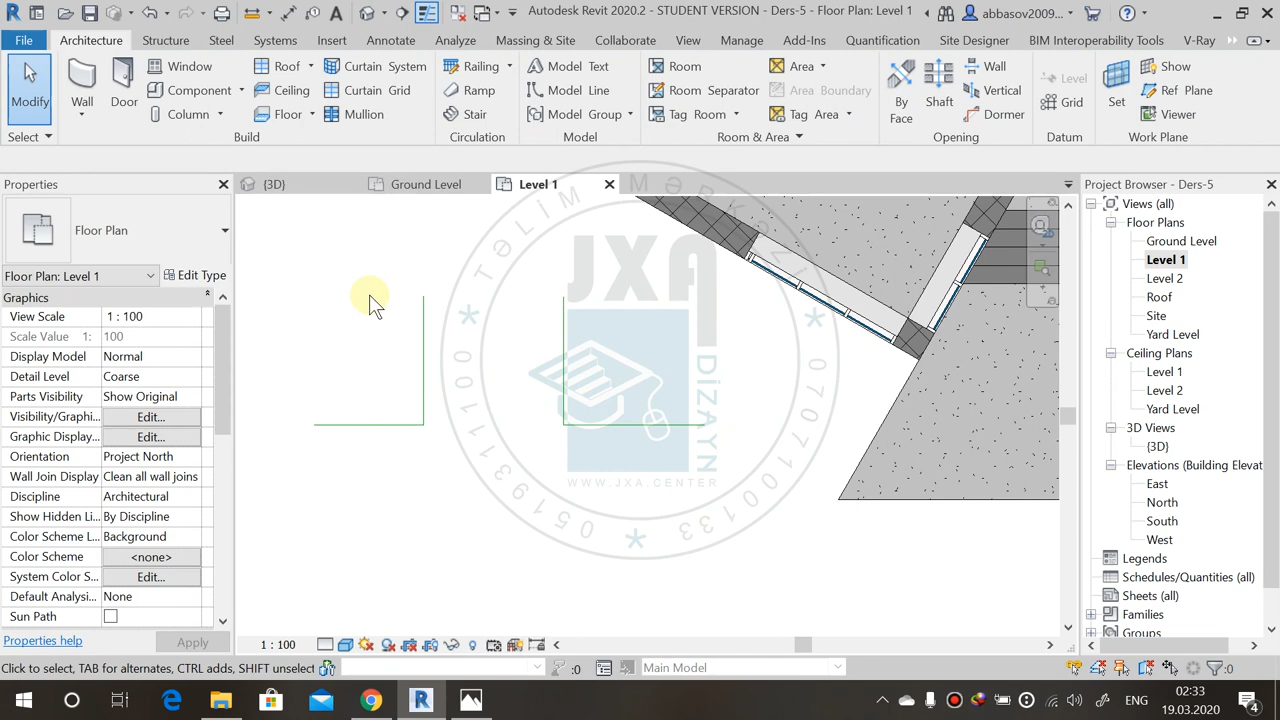 Autodesk Revit 2020.2 - STUDENT VERSION - Ders-5 - Floor Plan: Level 1
abbasov2009...
File
Architecture
Structure
Steel
Systems
Insert
Annotate
Analyze
Massing & Site
Collaborate
View
Manage
Add-Ins
Quantification
Site Designer
BIM Interoperability Tools
V-Ray
Modify
Wall
Door
Window
Component
Column
Roof
Ceiling
Floor
Curtain System
Curtain Grid
Mullion
Railing
Ramp
Stair
Model Text
Model Line
Model Group
Room
Room Separator
Tag Room
Area
Area Boundary
Tag Area
By Face
Shaft
Wall
Vertical
Dormer
Level
Grid
Set
Show
Ref Plane
Viewer
Select
Build
Circulation
Model
Room & Area
Opening
Datum
Work Plane
Properties
{3D}
Ground Level
Level 1
Project Browser - Ders-5
Floor Plan
Floor Plan: Level 1
Edit Type
Graphics
View Scale
1 : 100
Scale Value 1:
100
Display Model
Normal
Detail Level
Coarse
Parts Visibility
Show Original
Visibility/Graphi...
Edit...
Graphic Display...
Edit...
Orientation
Project North
Wall Join Display
Clean all wall joins
Discipline
Architectural
Show Hidden Li...
By Discipline
Color Scheme L...
Background
Color Scheme
<none>
System Color S...
Edit...
Default Analysi...
None
Sun Path
Properties help
Apply
TƏLİM MƏRKƏZİ
JXA
DİZAYN
WWW.JXA.CENTER
0519931100
0707100133
Views (all)
Floor Plans
Ground Level
Level 1
Level 2
Roof
Site
Yard Level
Ceiling Plans
Level 1
Level 2
Yard Level
3D Views
{3D}
Elevations (Building Elevat
East
North
South
West
Legends
Schedules/Quantities (all)
Sheets (all)
Families
Groups
1 : 100
Click to select, TAB for alternates, CTRL adds, SHIFT unselect
:0
Main Model
:0
ENG
02:33
19.03.2020
4